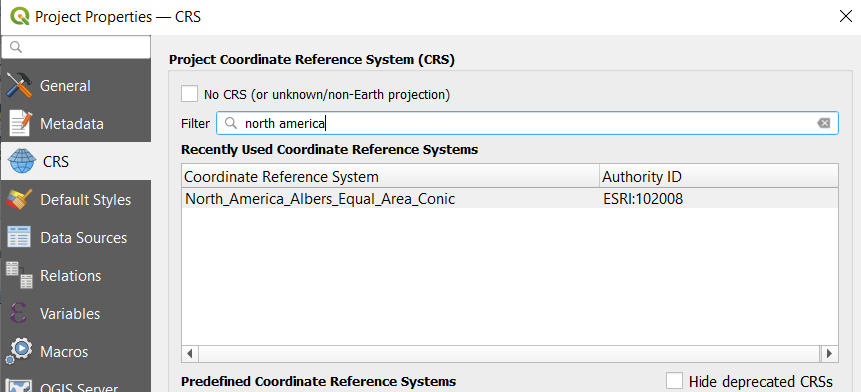 Project Properties — CRS
Project Coordinate Reference System (CRS)
General
No CRS (or unknown/non-Earth projection)
Metadata
Filter north america
CRS
Recently Used Coordinate Reference Systems
Coordinate Reference System Authority ID
Default Styles
North_America_Albers_Equal_Area_Conic ESRI:102008
Data Sources
Relations
Variables
Macros
QGIS Server
Predefined Coordinate Reference Systems Hide deprecated CRSs